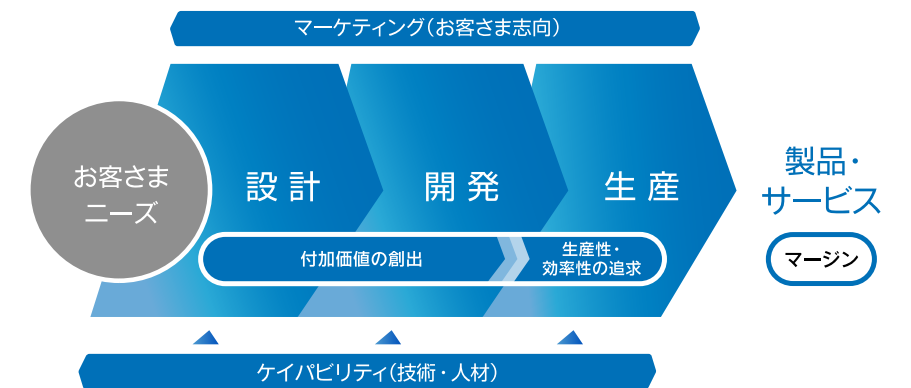 マーケティング(お客さま志向)
お客さま
ニーズ
設計
開発
生産
製品・
サービス
付加価値の創出
生産性・
効率性の追求
マージン
ケイパビリティ(技術・人材)